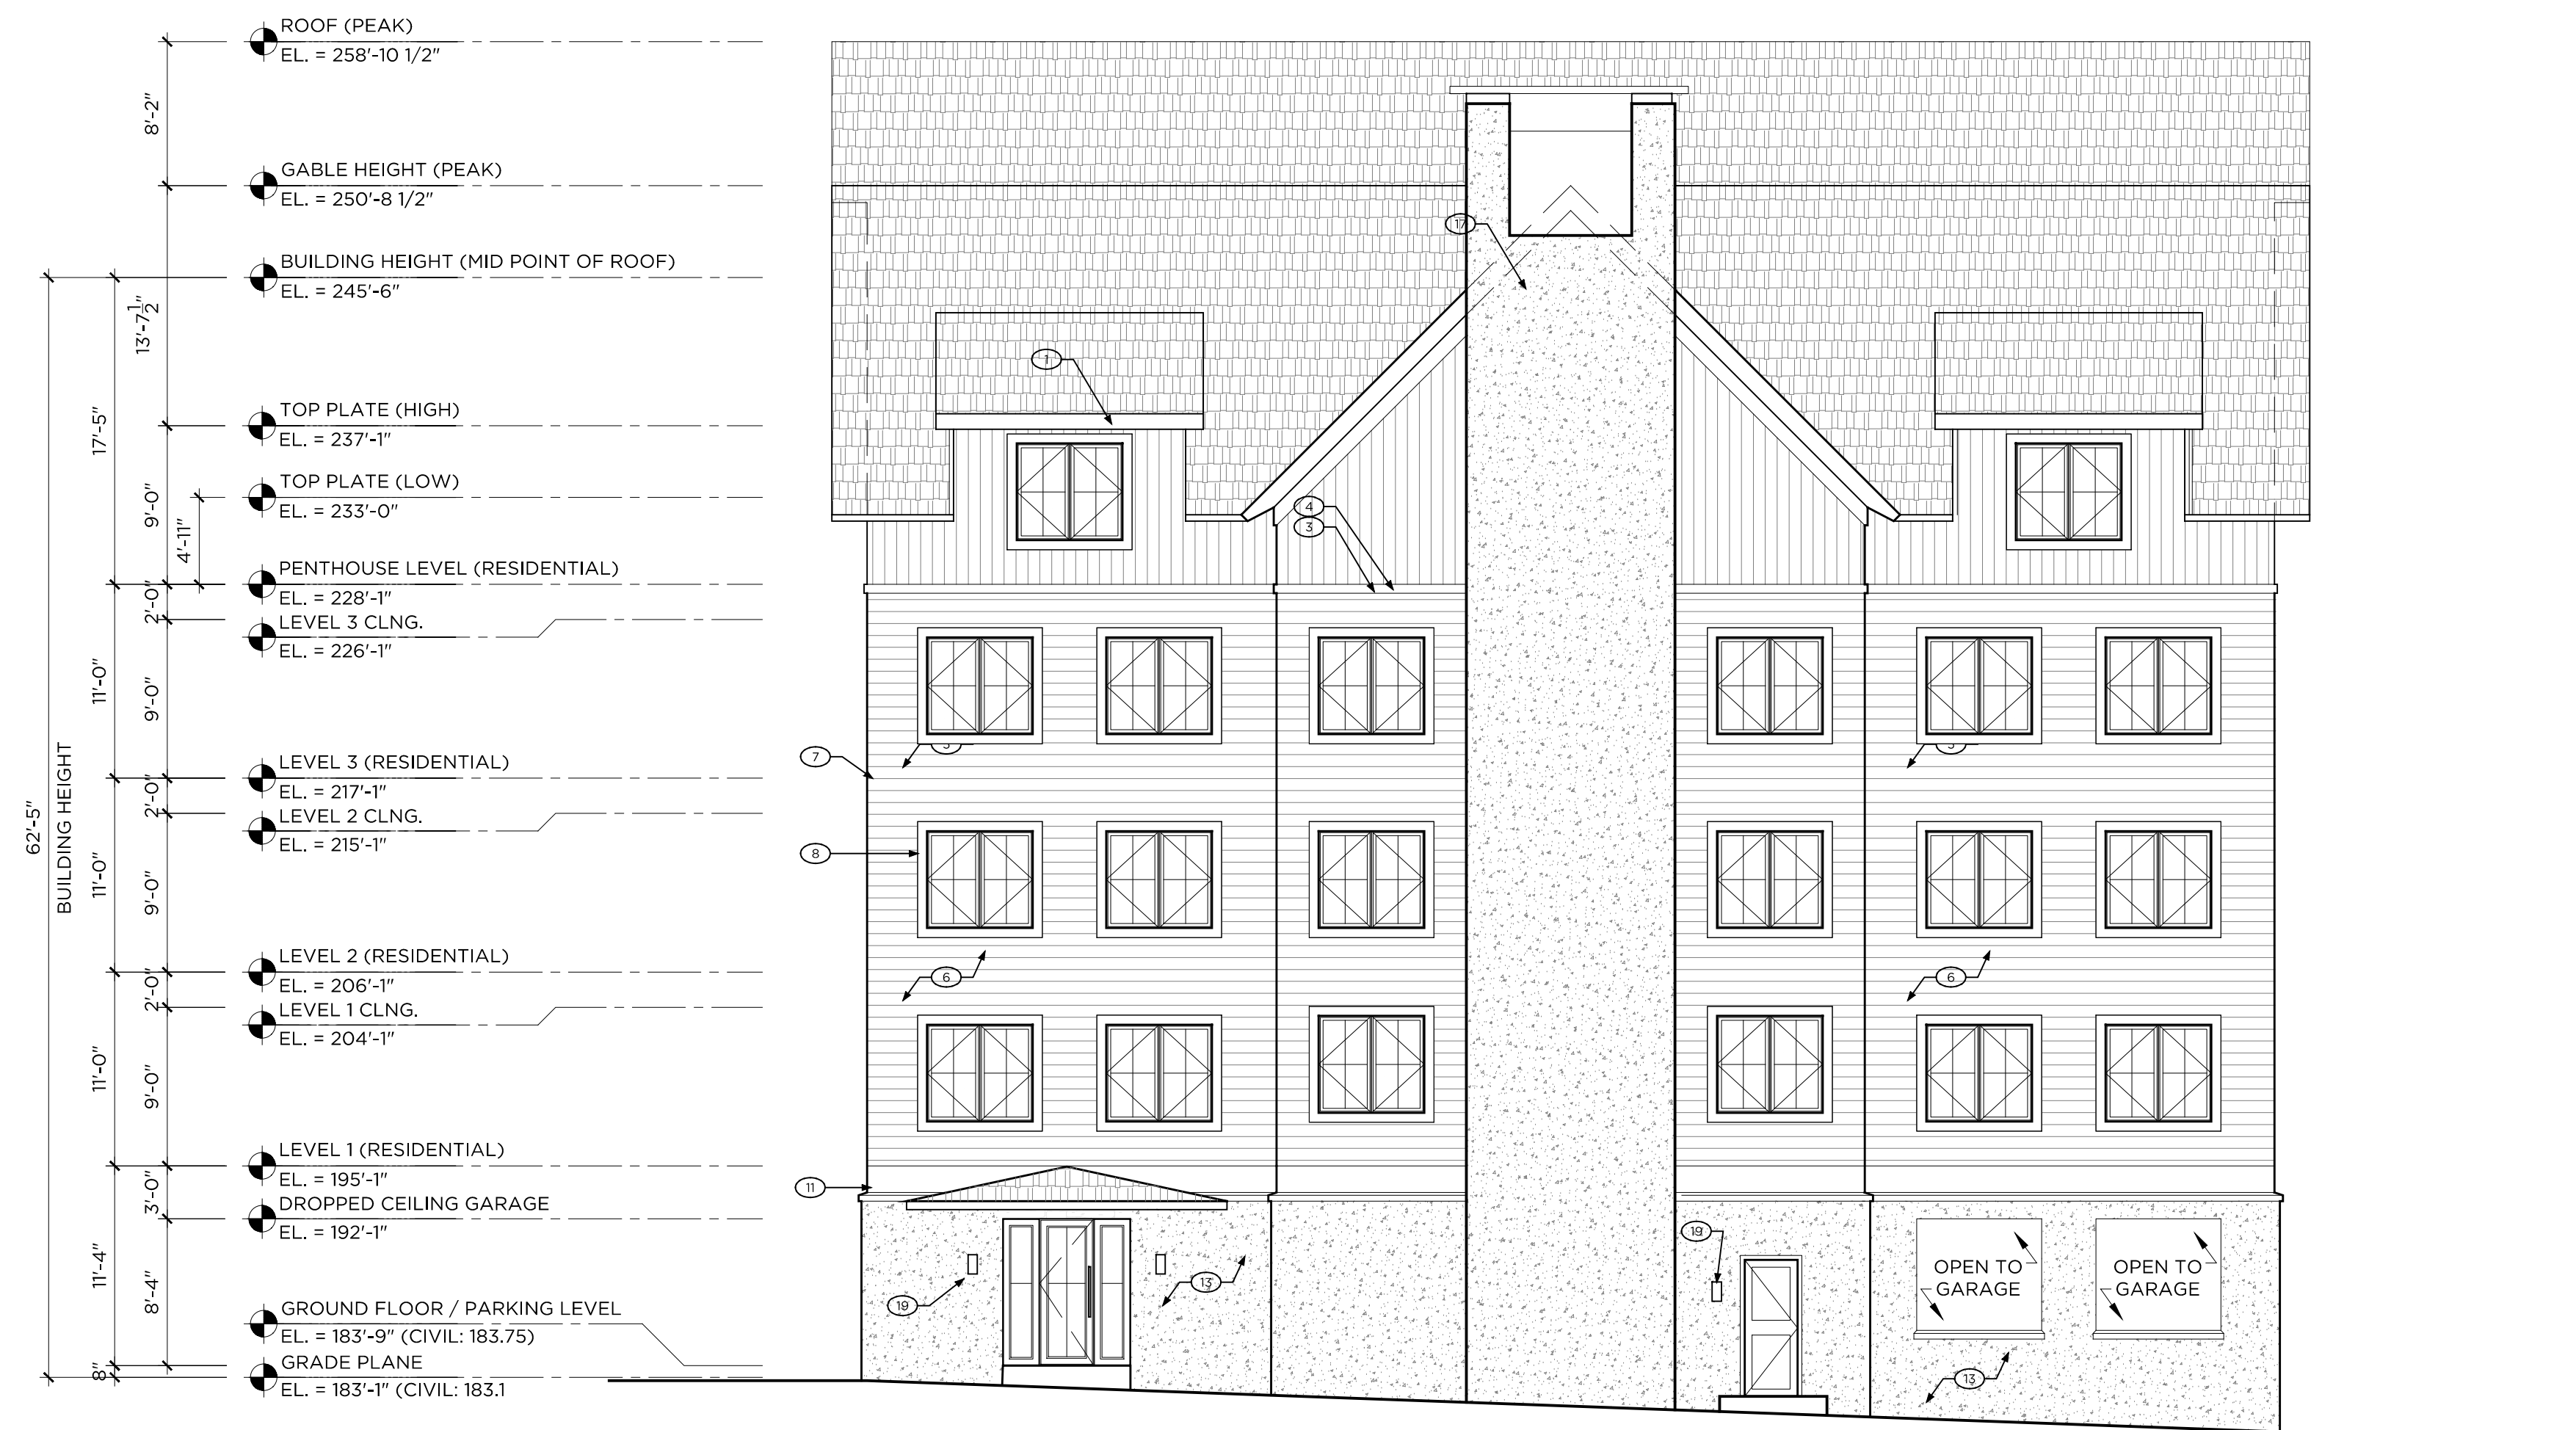 ROOF (PEAK)
EL. = 258'-10 1/2"
8'-2"
GABLE HEIGHT (PEAK)
EL. = 250'-8 1/2"
17
BUILDING HEIGHT (MID POINT OF ROOF)
EL. = 245'-6"
13'-7 1/2"
1
TOP PLATE (HIGH)
EL. = 237'-1"
17'-5"
TOP PLATE (LOW)
EL. = 233'-0"
9'-0"
4'-11"
4
3
PENTHOUSE LEVEL (RESIDENTIAL)
EL. = 228'-1"
2'-0"
LEVEL 3 CLNG.
EL. = 226'-1"
11'-0"
9'-0"
7
LEVEL 3 (RESIDENTIAL)
EL. = 217'-1"
2'-0"
LEVEL 2 CLNG.
EL. = 215'-1"
62'-5"
BUILDING HEIGHT
11'-0"
9'-0"
8
LEVEL 2 (RESIDENTIAL)
EL. = 206'-1"
6
6
2'-0"
LEVEL 1 CLNG.
EL. = 204'-1"
11'-0"
9'-0"
LEVEL 1 (RESIDENTIAL)
EL. = 195'-1"
11
3'-0"
DROPPED CEILING GARAGE
EL. = 192'-1"
19
11'-4"
8'-4"
13
OPEN TO
GARAGE
OPEN TO
GARAGE
19
GROUND FLOOR / PARKING LEVEL
EL. = 183'-9" (CIVIL: 183.75)
8"
GRADE PLANE
EL. = 183'-1" (CIVIL: 183.1
13